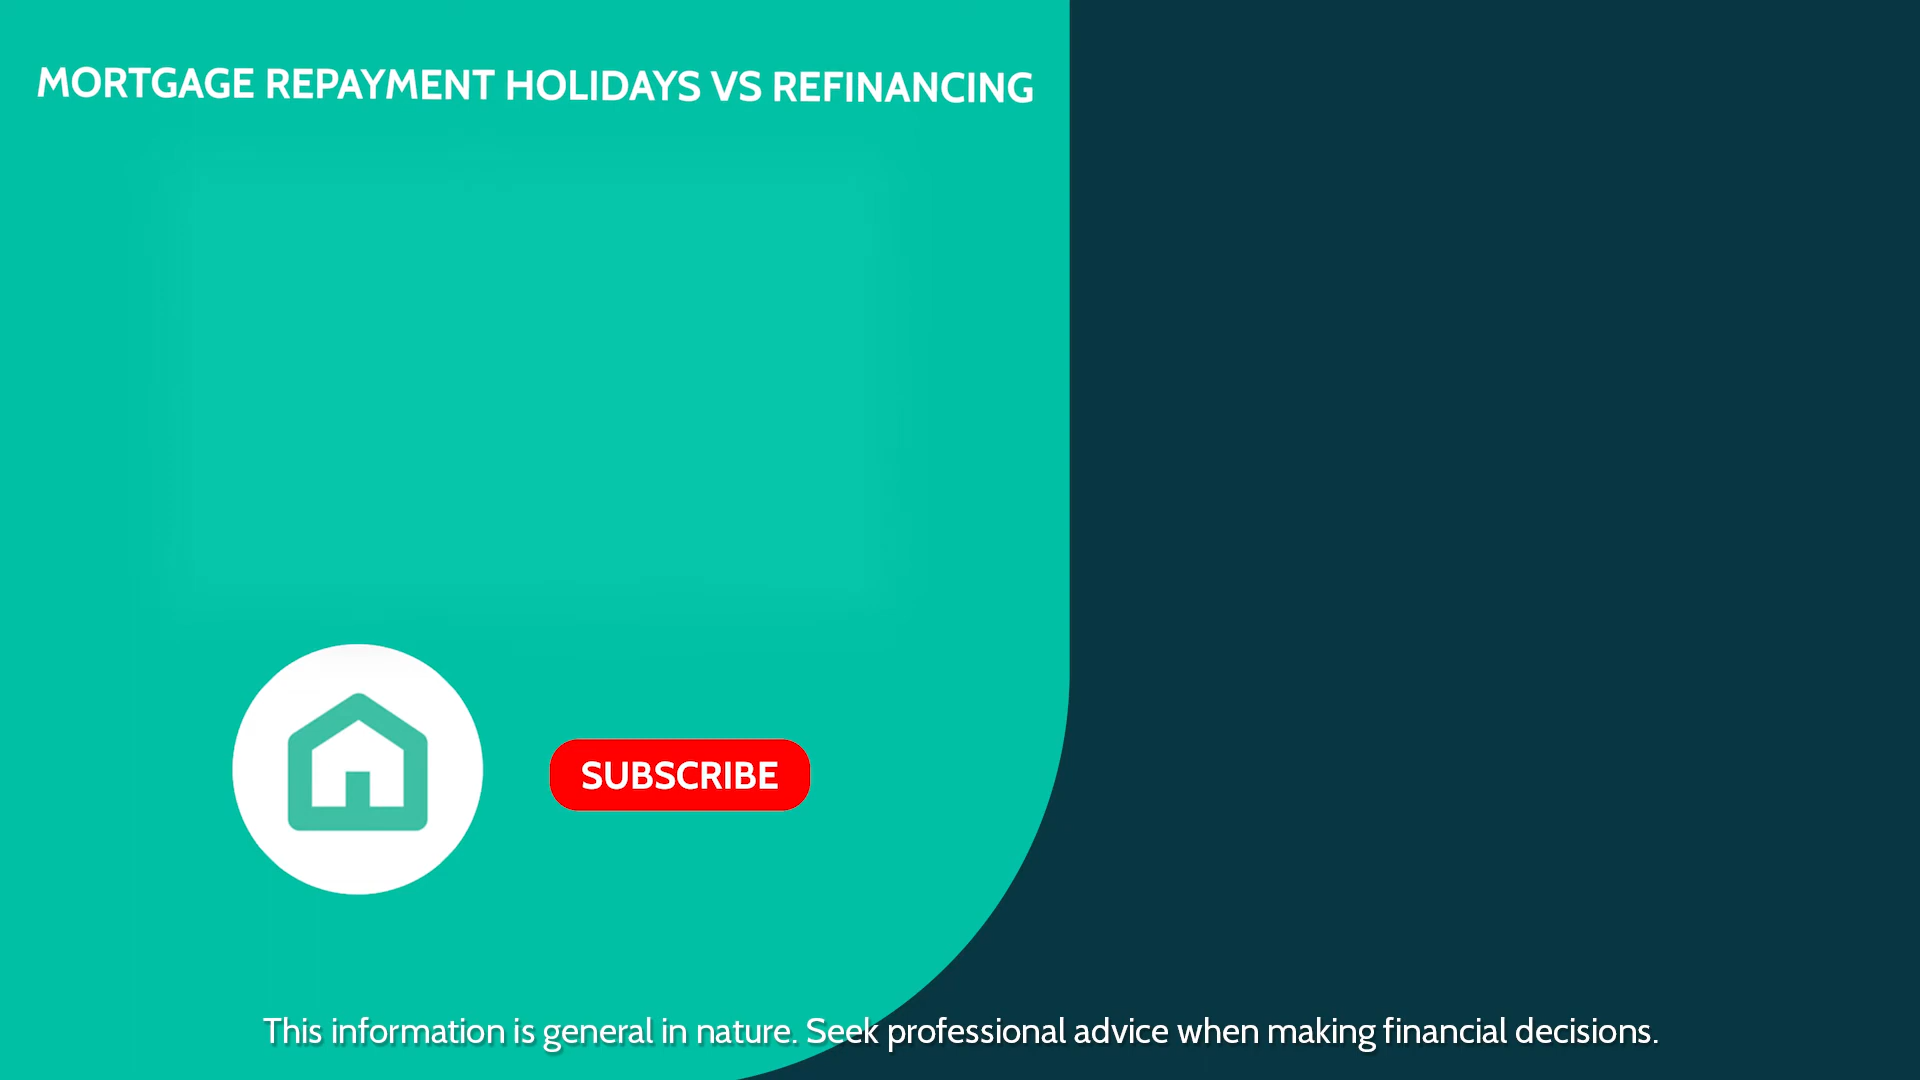 MORTGAGE REPAYMENT HOLIDAYS VS REFINANCING
SUBSCRIBE
This information is general in nature. Seek professional advice when making financial decisions.